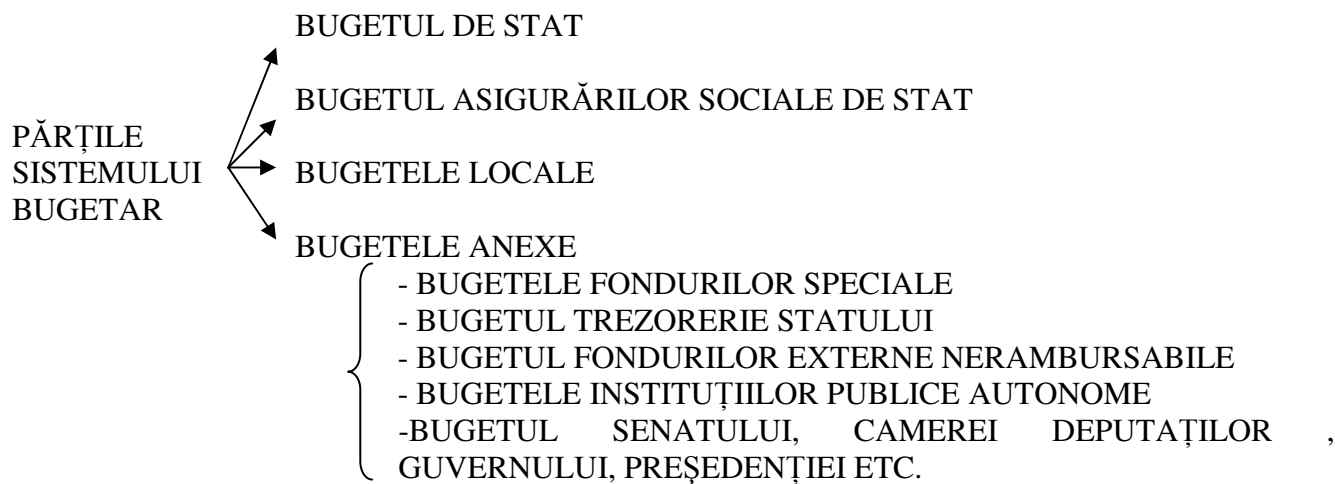 BUGETUL DE STAT
BUGETUL ASIGURĂRILOR SOCIALE DE STAT
PĂRȚILE
SISTEMULUI
BUGETAR
BUGETELE LOCALE
BUGETELE ANEXE
- BUGETELE FONDURILOR SPECIALE
- BUGETUL TREZORERIE STATULUI
- BUGETUL FONDURILOR EXTERNE NERAMBURSABILE
- BUGETELE INSTITUȚIILOR PUBLICE AUTONOME
-BUGETUL SENATULUI, CAMEREI DEPUTAȚILOR ,
GUVERNULUI, PREŞEDENȚIEI ETC.